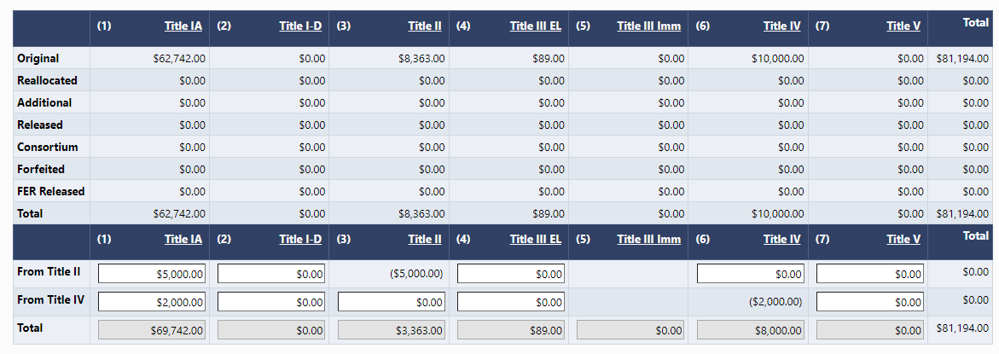 (1) Title IA (2) Title I-D (3) Title II (4) Title III EL (5) Title III Imm (6) Title IV (7) Title V Total
Original $62,742.00 $0.00 $8,363.00 $89.00 $0.00 $10,000.00 $0.00 $81,194.00
Reallocated $0.00 $0.00 $0.00 $0.00 $0.00 $0.00 $0.00 $0.00
Additional $0.00 $0.00 $0.00 $0.00 $0.00 $0.00 $0.00 $0.00
Released $0.00 $0.00 $0.00 $0.00 $0.00 $0.00 $0.00 $0.00
Consortium $0.00 $0.00 $0.00 $0.00 $0.00 $0.00 $0.00 $0.00
Forfeited $0.00 $0.00 $0.00 $0.00 $0.00 $0.00 $0.00 $0.00
FER Released $0.00 $0.00 $0.00 $0.00 $0.00 $0.00 $0.00 $0.00
Total $62,742.00 $0.00 $8,363.00 $89.00 $0.00 $10,000.00 $0.00 $81,194.00
(1) Title IA (2) Title I-D (3) Title II (4) Title III EL (5) Title III Imm (6) Title IV (7) Title V Total
From Title II $5,000.00 $0.00 ($5,000.00) $0.00 $0.00 $0.00 $0.00
From Title IV $2,000.00 $0.00 $0.00 $0.00 ($2,000.00) $0.00 $0.00
Total $69,742.00 $0.00 $3,363.00 $89.00 $0.00 $8,000.00 $0.00 $81,194.00